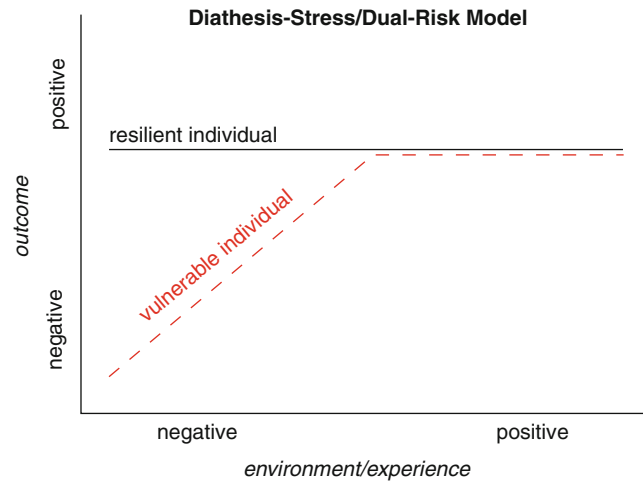 Diathesis-Stress/Dual-Risk Model
positive
resilient individual
outcome
vulnerable individual
negative
negative
positive
environment/experience